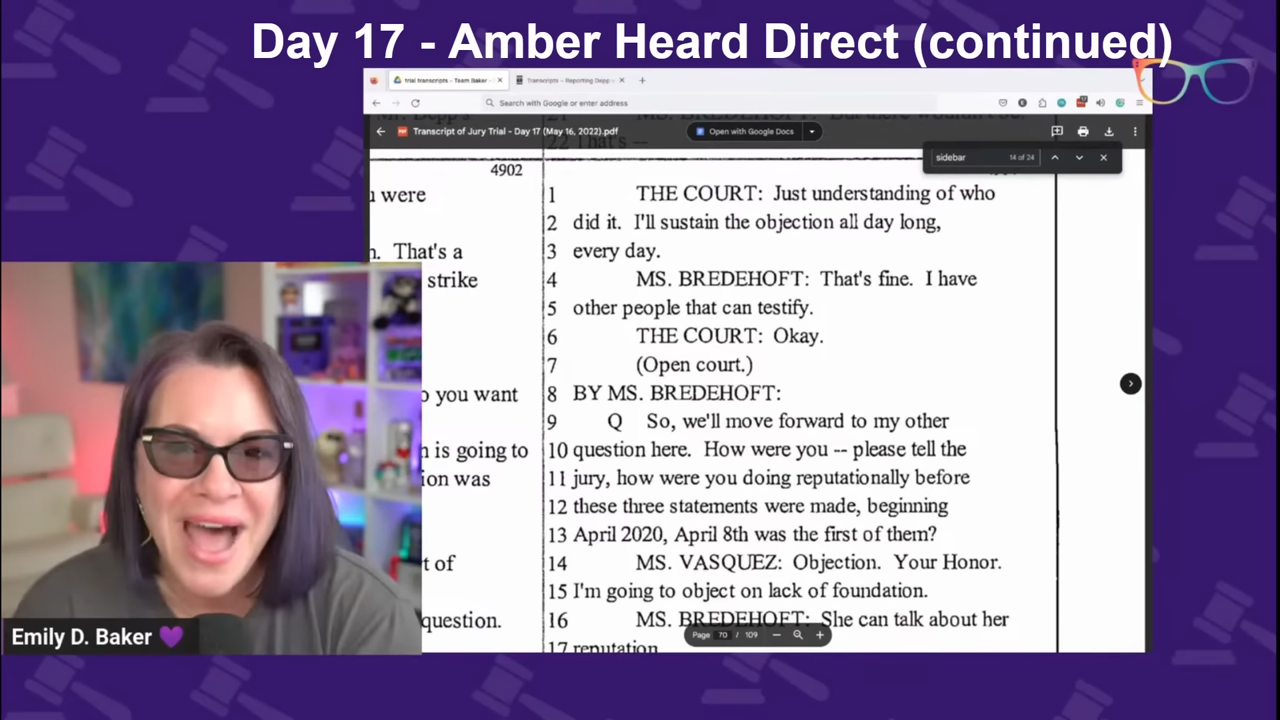 Day 17 - Amber Heard Direct (continued)
trial transcripts - Team Baker -
Transcripts - Reporting Depp v
Search with Google or enter address
Transcript of Jury Trial - Day 17 (May 16, 2022).pdf
Open with Google Docs
sidebar 14 of 24
4902
were
1 THE COURT: Just understanding of who
2 did it. I'll sustain the objection all day long,
n. That's a
3 every day.
strike
4 MS. BREDEHOFT: That's fine. I have
5 other people that can testify.
6 THE COURT: Okay.
7 (Open court.)
o you want
8 BY MS. BREDEHOFT:
9 Q So, we'll move forward to my other
n is going to
10 question here. How were you -- please tell the
ion was
11 jury, how were you doing reputationally before
12 these three statements were made, beginning
13 April 2020, April 8th was the first of them?
t of
14 MS. VASQUEZ: Objection. Your Honor.
15 I'm going to object on lack of foundation.
question.
16 MS. BREDEHOFT: She can talk about her
17 reputation
Page 70 / 109
Emily D. Baker 💜